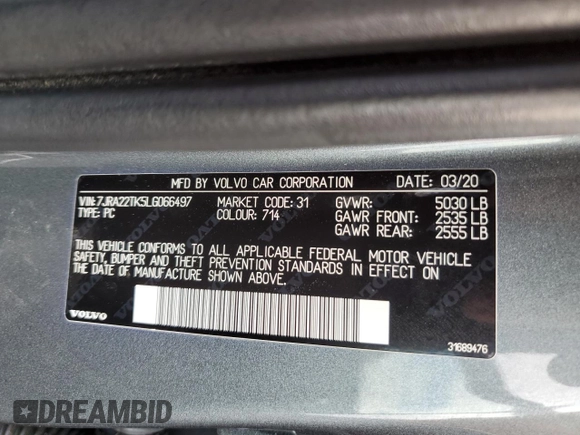 MFD BY VOLVO CAR CORPORATION DATE: 03/20
VIN:7JRA22TK5LG066497 MARKET CODE: 31 GVWR: 5030 LB
TYPE: PC COLOUR: 714 GAWR FRONT: 2535 LB
GAWR REAR: 2555 LB
THIS VEHICLE CONFORMS TO ALL APPLICABLE FEDERAL MOTOR VEHICLE
SAFETY, BUMPER AND THEFT PREVENTION STANDARDS IN EFFECT ON
THE DATE OF MANUFACTURE SHOWN ABOVE.
VOLVO
31689476
DREAMBID